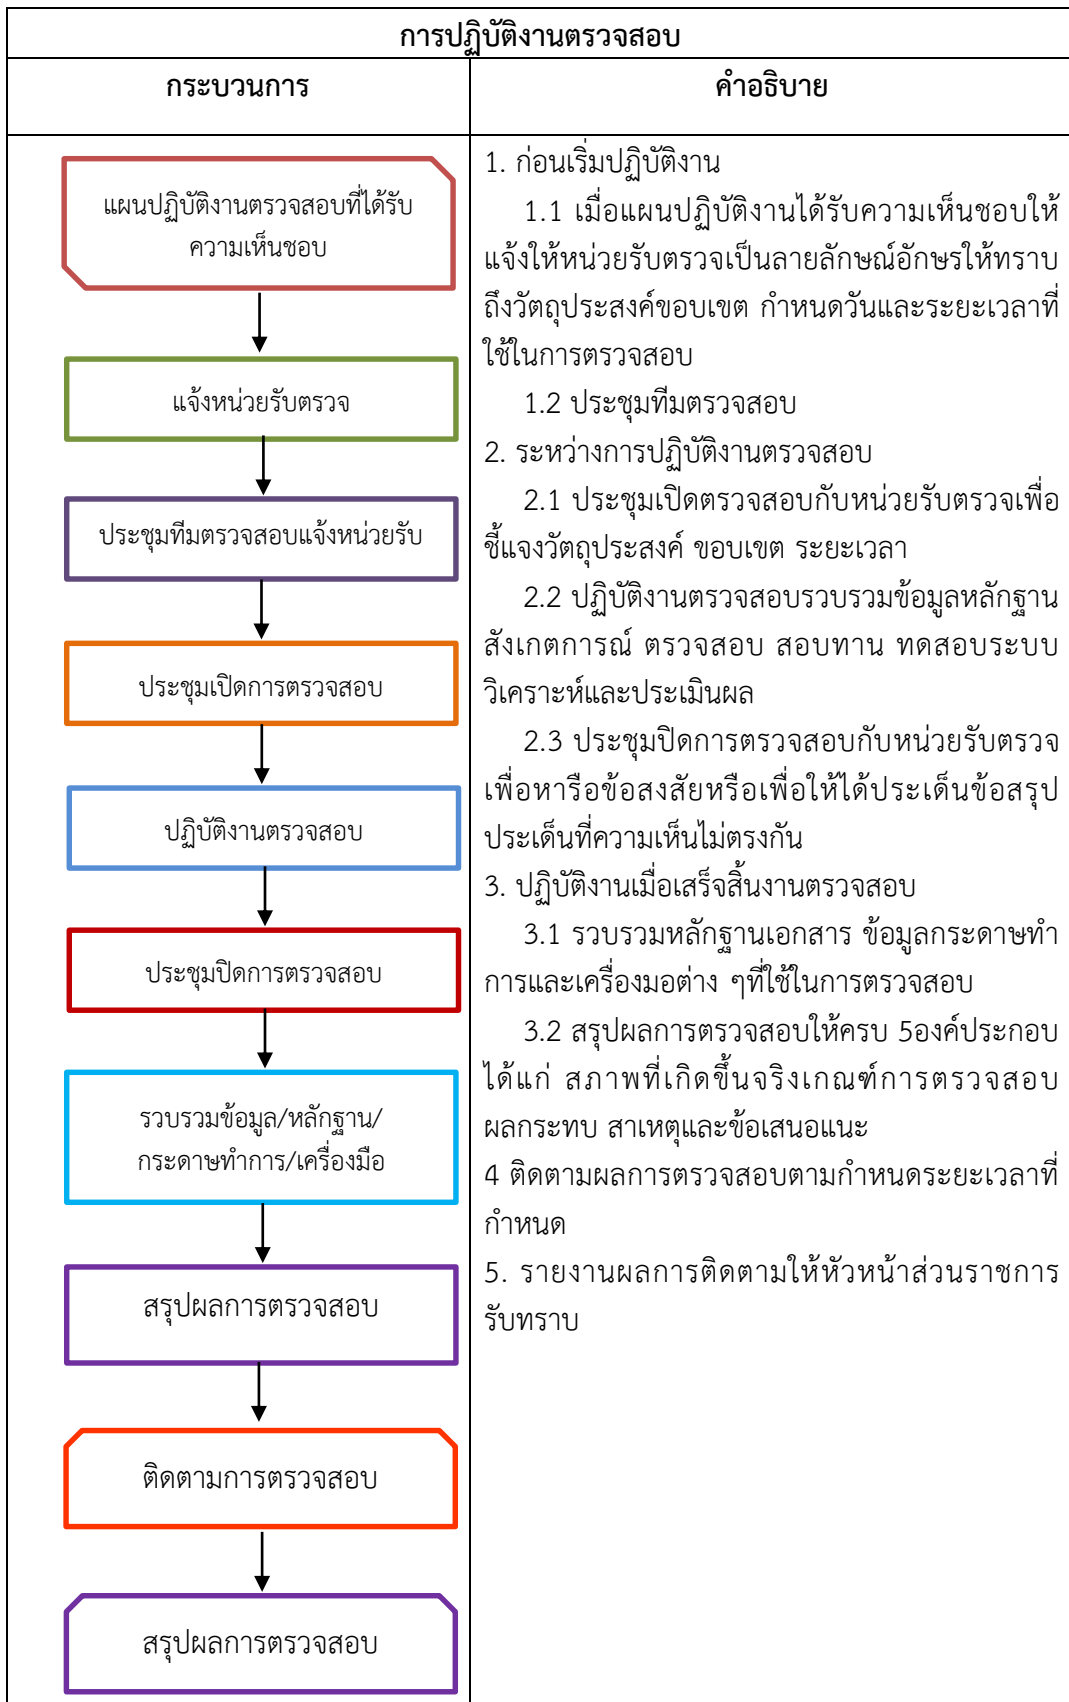 การปฏิบัติงานตรวจสอบ
กระบวนการ
คำอธิบาย
แผนปฏิบัติงานตรวจสอบที่ได้รับ
ความเห็นชอบ
แจ้งหน่วยรับตรวจ
ประชุมทีมตรวจสอบแจ้งหน่วยรับ
ประชุมเปิดการตรวจสอบ
ปฏิบัติงานตรวจสอบ
ประชุมปิดการตรวจสอบ
รวบรวมข้อมูล/หลักฐาน/
กระดาษทำการ/เครื่องมือ
สรุปผลการตรวจสอบ
ติดตามการตรวจสอบ
สรุปผลการตรวจสอบ
1. ก่อนเริ่มปฏิบัติงาน
1.1 เมื่อแผนปฏิบัติงานได้รับความเห็นชอบให้
แจ้งให้หน่วยรับตรวจเป็นลายลักษณ์อักษรให้ทราบ
ถึงวัตถุประสงค์ขอบเขต กำหนดวันและระยะเวลาที่
ใช้ในการตรวจสอบ
1.2 ประชุมทีมตรวจสอบ
2. ระหว่างการปฏิบัติงานตรวจสอบ
2.1 ประชุมเปิดตรวจสอบกับหน่วยรับตรวจเพื่อ
ชี้แจงวัตถุประสงค์ ขอบเขต ระยะเวลา
2.2 ปฏิบัติงานตรวจสอบรวบรวมข้อมูลหลักฐาน
สังเกตการณ์ ตรวจสอบ สอบทาน ทดสอบระบบ
วิเคราะห์และประเมินผล
2.3 ประชุมปิดการตรวจสอบกับหน่วยรับตรวจ
เพื่อหารือข้อสงสัยหรือเพื่อให้ได้ประเด็นข้อสรุป
ประเด็นที่ความเห็นไม่ตรงกัน
3. ปฏิบัติงานเมื่อเสร็จสิ้นงานตรวจสอบ
3.1 รวบรวมหลักฐานเอกสาร ข้อมูลกระดาษทำ
การและเครื่องมอต่าง ๆที่ใช้ในการตรวจสอบ
3.2 สรุปผลการตรวจสอบให้ครบ 5องค์ประกอบ
ได้แก่ สภาพที่เกิดขึ้นจริงเกณฑ์การตรวจสอบ
ผลกระทบ สาเหตุและข้อเสนอแนะ
4 ติดตามผลการตรวจสอบตามกำหนดระยะเวลาที่
กำหนด
5. รายงานผลการติดตามให้หัวหน้าส่วนราชการ
รับทราบ